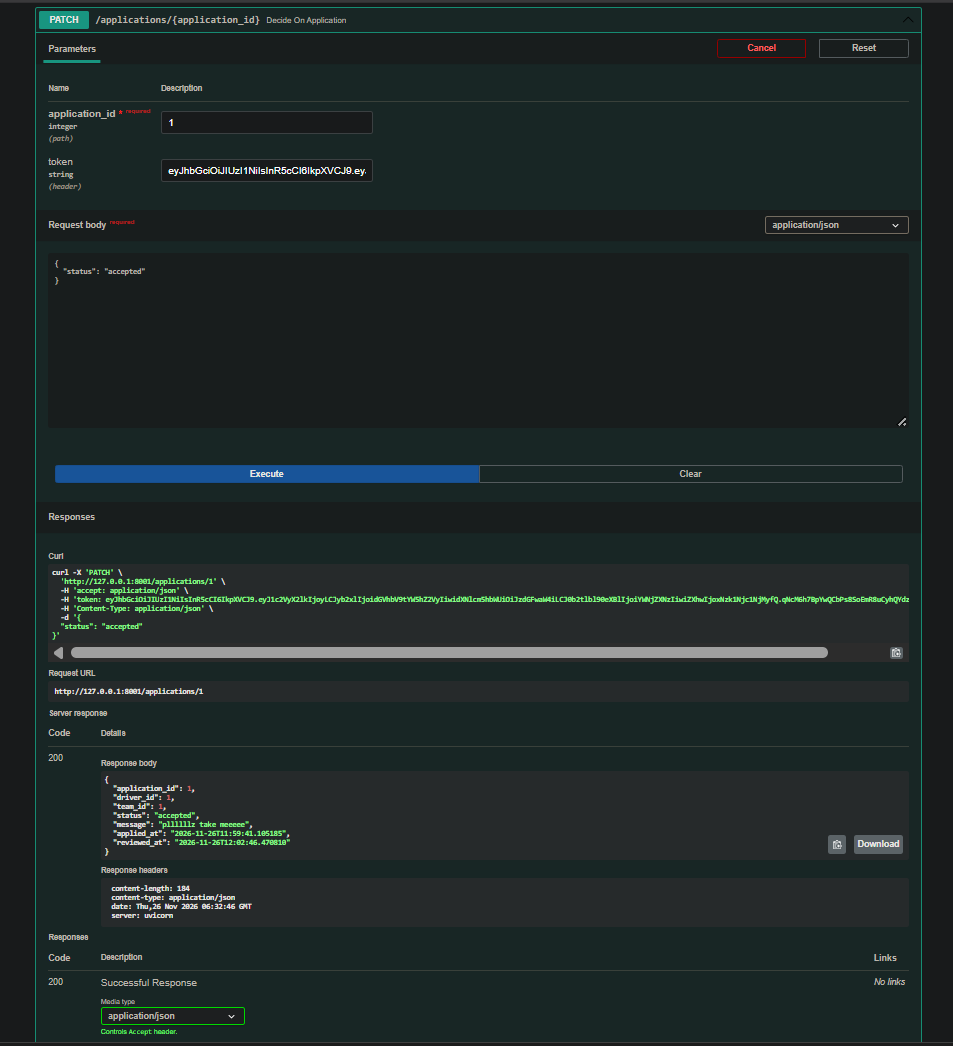 PATCH /applications/{application_id} Decide On Application
Parameters
Cancel
Reset
Name Description
application_id * required
integer
(path)
1
token
string
(header)
Request body required
application/json
{
"status": "accepted"
}
Execute
Clear
Responses
Curl
curl -X 'PATCH' \
'http://127.0.0.1:8001/applications/1' \
-H 'accept: application/json' \
-H 'token:
-H 'Content-Type: application/json' \
-d '{
"status": "accepted"
}'
Request URL
http://127.0.0.1:8001/applications/1
Server response
Code Details
200
Response body
{
"application_id": 1,
"driver_id": 1,
"team_id": 1,
"status": "accepted",
"message": "pllllllz take meeeee",
"applied_at": "2026-11-26T11:59:41.105185",
"reviewed_at": "2026-11-26T12:02:46.470810"
}
Download
Response headers
content-length: 184
content-type: application/json
date: Thu,26 Nov 2026 06:32:46 GMT
server: uvicorn
Responses
Code Description Links
200 Successful Response No links
Media type
application/json
Controls Accept header.